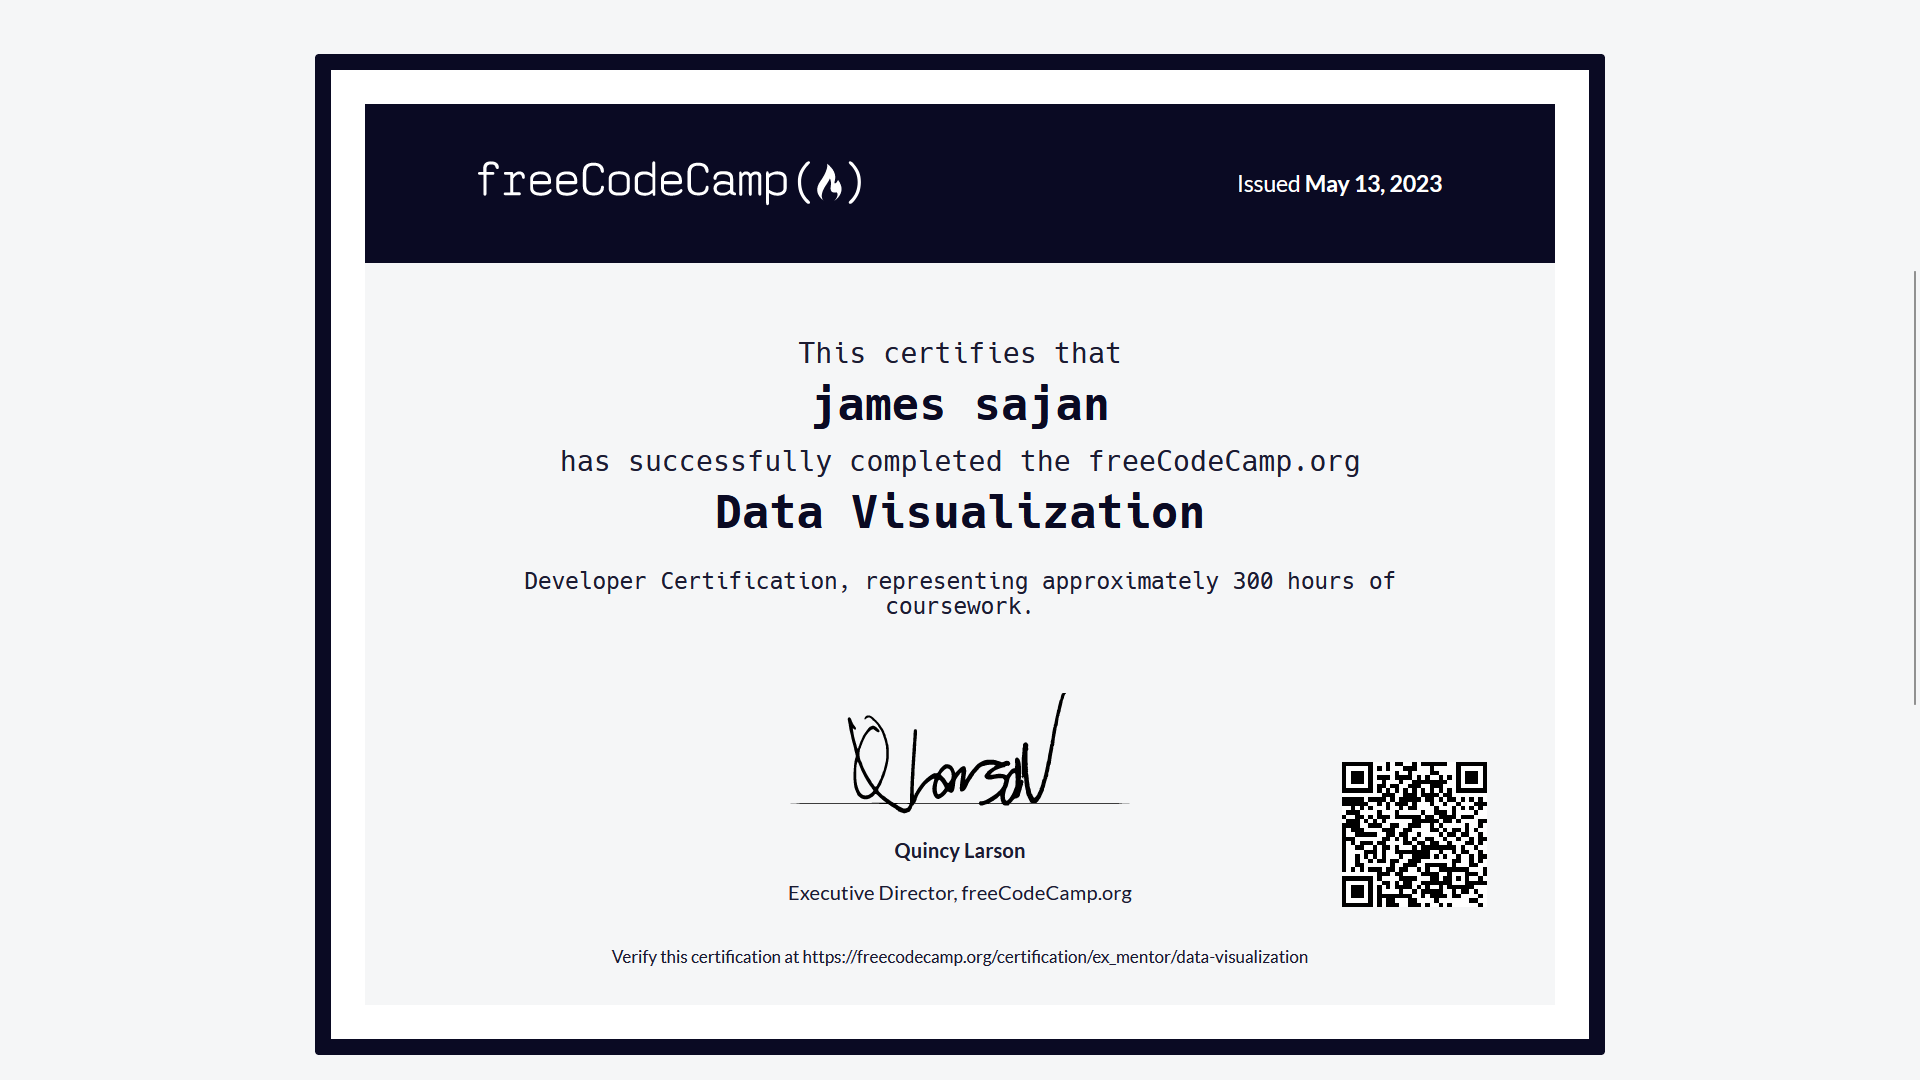 freeCodeCamp
Issued May 13, 2023
This certifies that
james sajan
has successfully completed the freeCodeCamp.org
Data Visualization
Developer Certification, representing approximately 300 hours of
coursework.
Quincy Larson
Executive Director, freeCodeCamp.org
Verify this certification at https://freecodecamp.org/certification/ex_mentor/data-visualization